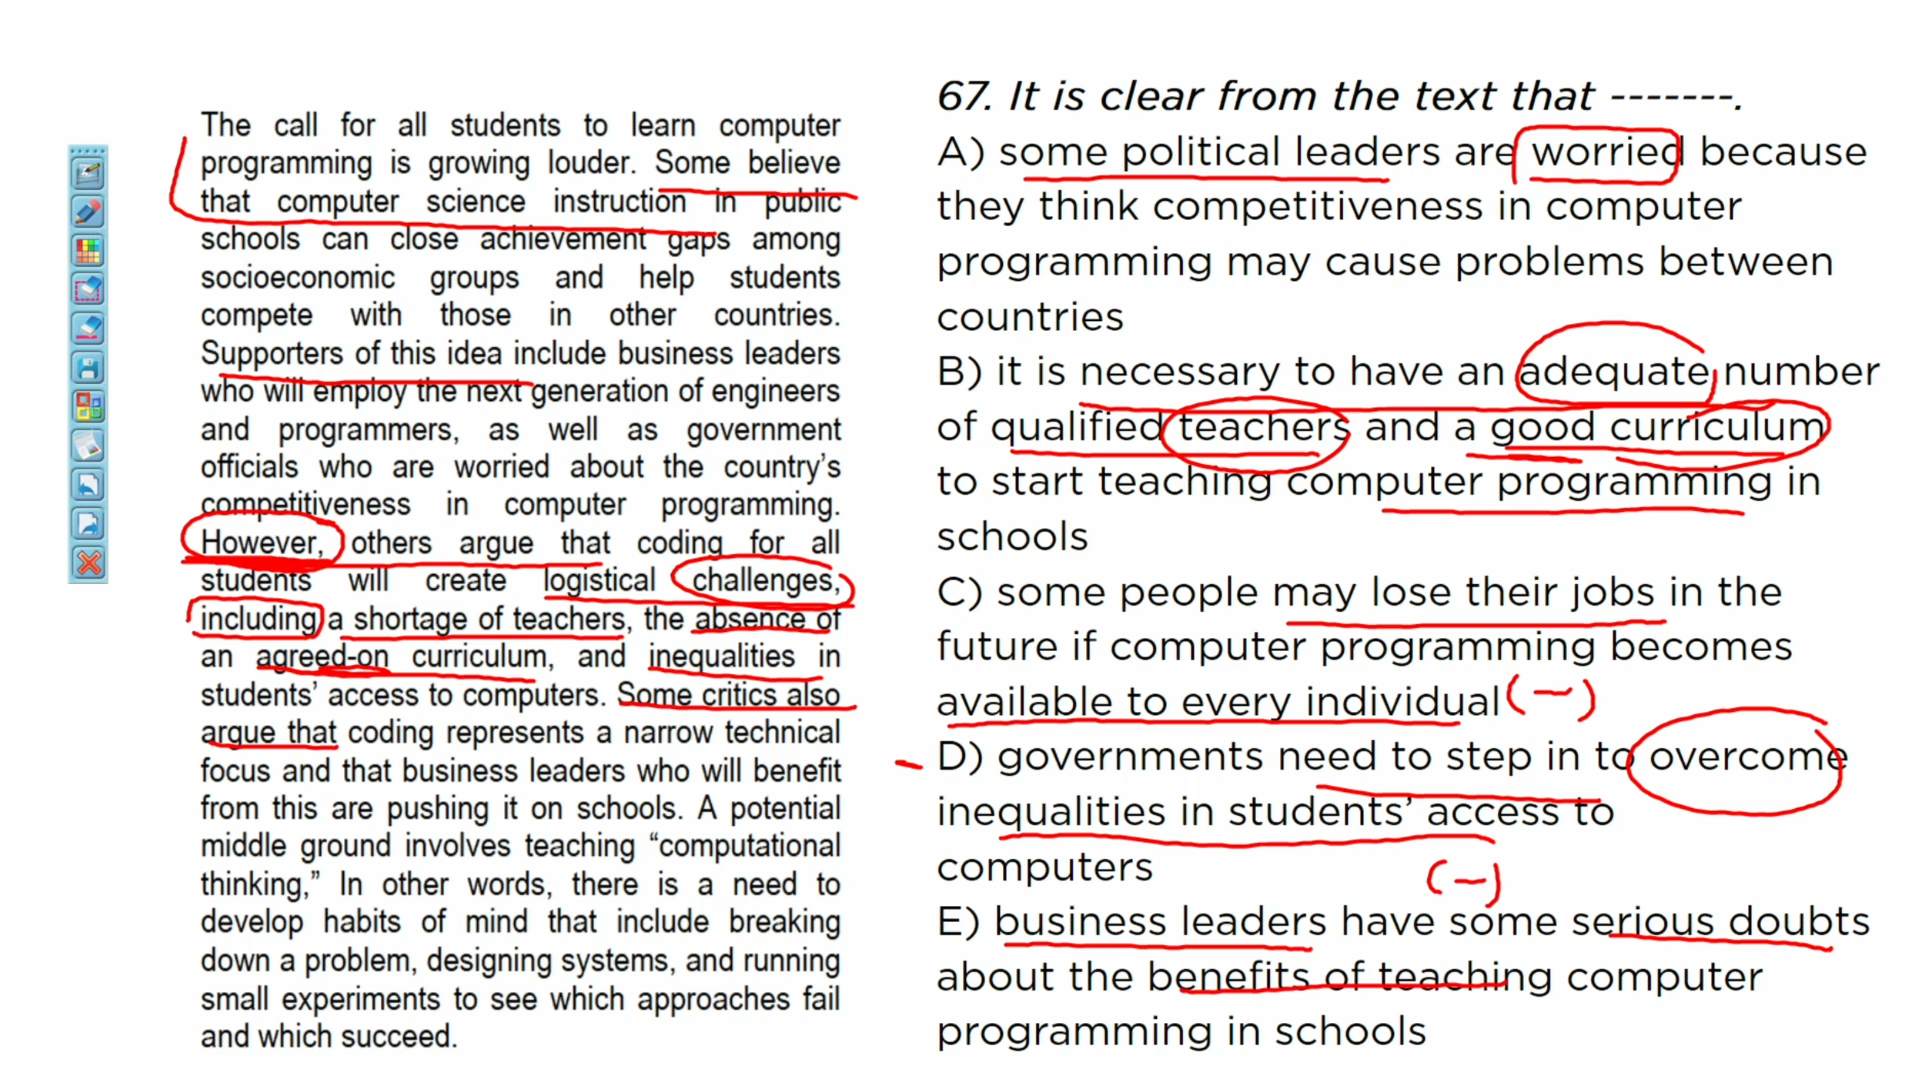 The call for all students to learn computer
programming is growing louder. Some believe
that computer science instruction in public
schools can close achievement gaps among
socioeconomic groups and help students
compete with those in other countries.
Supporters of this idea include business leaders
who will employ the next generation of engineers
and programmers, as well as government
officials who are worried about the country’s
competitiveness in computer programming.
However, others argue that coding for all
students will create logistical challenges,
including a shortage of teachers, the absence of
an agreed-on curriculum, and inequalities in
students’ access to computers. Some critics also
argue that coding represents a narrow technical
focus and that business leaders who will benefit
from this are pushing it on schools. A potential
middle ground involves teaching “computational
thinking,” In other words, there is a need to
develop habits of mind that include breaking
down a problem, designing systems, and running
small experiments to see which approaches fail
and which succeed.
67. It is clear from the text that -------.
A) some political leaders are worried because
they think competitiveness in computer
programming may cause problems between
countries
B) it is necessary to have an adequate number
of qualified teachers and a good curriculum
to start teaching computer programming in
schools
C) some people may lose their jobs in the
future if computer programming becomes
available to every individual (-)
D) governments need to step in to overcome
inequalities in students’ access to
computers
(-)
E) business leaders have some serious doubts
about the benefits of teaching computer
programming in schools